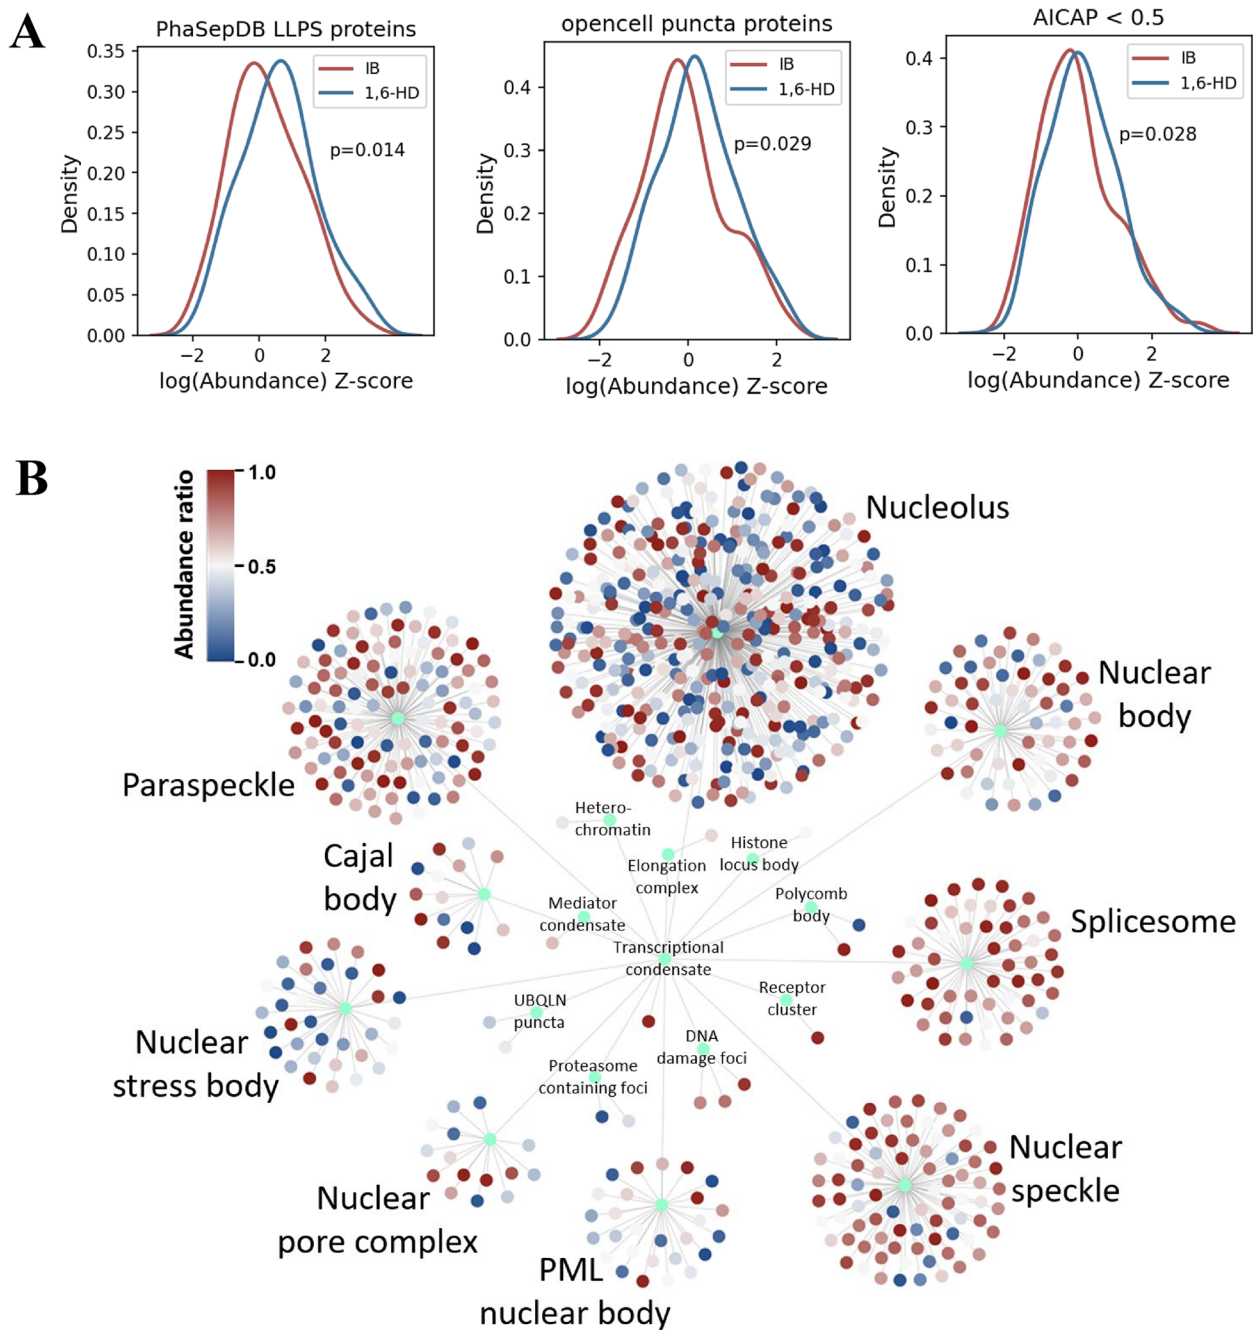 A
PhaSepDB LLPS proteins
0.35
0.30
0.25
0.20
0.15
0.10
0.05
0.00
Density
IB
1,6-HD
p=0.014
−2
0
2
log(Abundance) Z-score
opencell puncta proteins
0.4
0.3
0.2
0.1
0.0
Density
IB
1,6-HD
p=0.029
−2
0
2
log(Abundance) Z-score
AICAP < 0.5
0.4
0.3
0.2
0.1
0.0
Density
IB
1,6-HD
p=0.028
−2
0
2
log(Abundance) Z-score
B
Abundance ratio
1.0
0.5
0.0
Nucleolus
Nuclear
body
Paraspeckle
Hetero-
chromatin
Elongation
complex
Histone
locus body
Cajal
body
Mediator
condensate
Polycomb
body
Splicesome
Transcriptional
condensate
UBQLN
puncta
Receptor
cluster
Nuclear
stress body
DNA
damage foci
Proteasome
containing foci
Nuclear
speckle
Nuclear
pore complex
PML
nuclear body